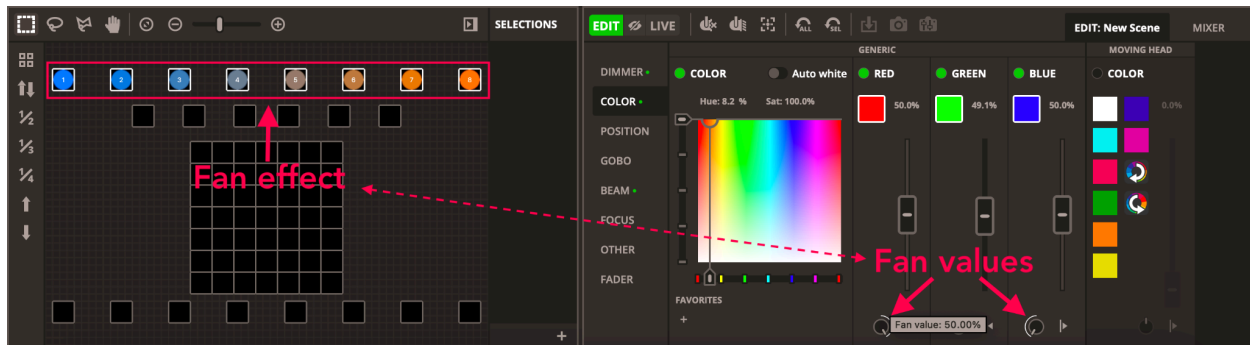 SELECTIONS
EDIT LIVE ALL SEL EDIT: New Scene MIXER
GENERIC MOVING HEAD
DIMMER COLOR Auto white RED GREEN BLUE COLOR
1 2 3 4 5 6 7 8
COLOR Hue: 8.2 % Sat: 100.0% 50.0% 49.1% 50.0% 0.0%
1/2
POSITION
1/3
GOBO
1/4
Fan effect
BEAM
FOCUS
OTHER
Fan values
FADER
FAVORITES
+
Fan value: 50.00%
+